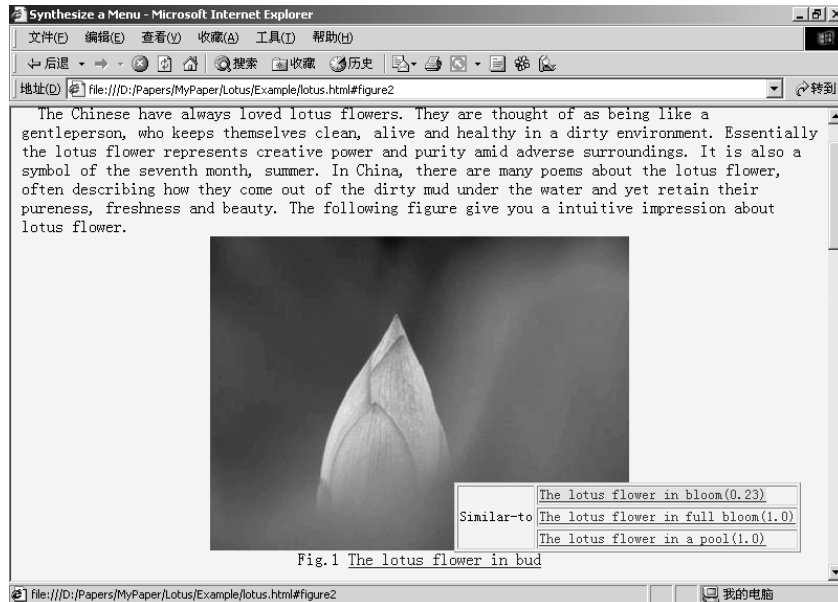 Synthesize a Menu - Microsoft Internet Explorer
文件(F) 编辑(E) 查看(V) 收藏(A) 工具(T) 帮助(H)
后退 搜索 收藏 历史
地址(D) file:///D:/Papers/MyPaper/Lotus/Example/lotus.html#figure2 转到
The Chinese have always loved lotus flowers. They are thought of as being like a
gentleperson, who keeps themselves clean, alive and healthy in a dirty environment. Essentially
the lotus flower represents creative power and purity amid adverse surroundings. It is also a
symbol of the seventh month, summer. In China, there are many poems about the lotus flower,
often describing how they come out of the dirty mud under the water and yet retain their
pureness, freshness and beauty. The following figure give you a intuitive impression about
lotus flower.
The lotus flower in bloom(0.23)
Similar-to The lotus flower in full bloom(1.0)
The lotus flower in a pool(1.0)
Fig.1 The lotus flower in bud
file:///D:/Papers/MyPaper/Lotus/Example/lotus.html#figure2 我的电脑